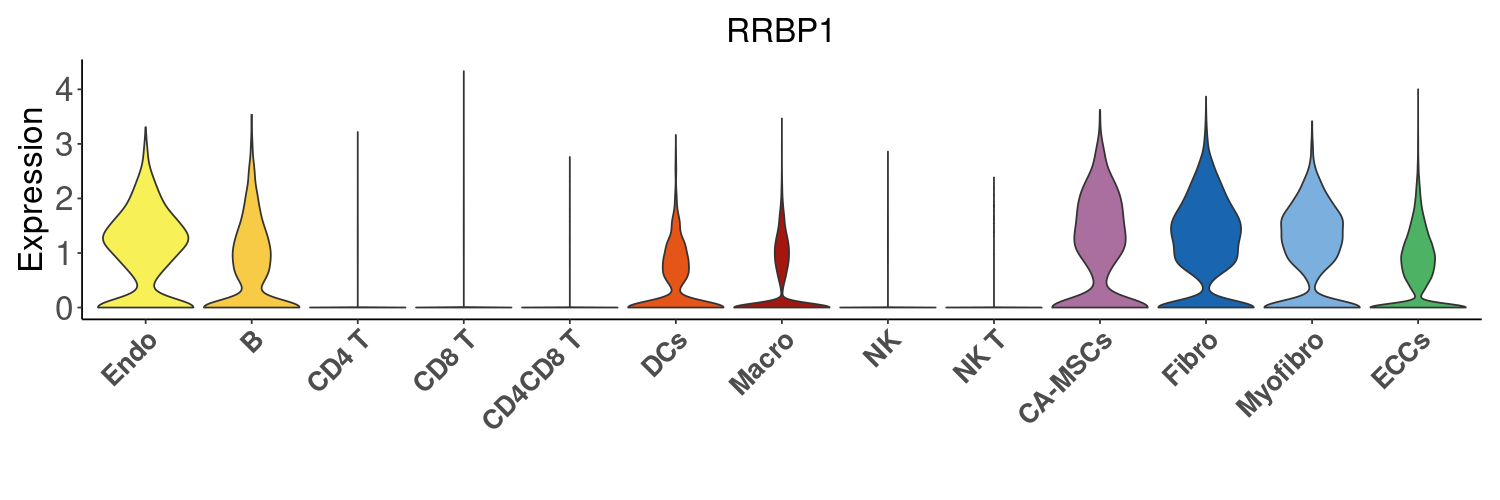 RRBP1
Expression
4
3
2
1
0
Endo
B
CD4 T
CD8 T
CD4CD8 T
DCs
Macro
NK
NK T
CA-MSCs
Fibro
Myofibro
ECCs